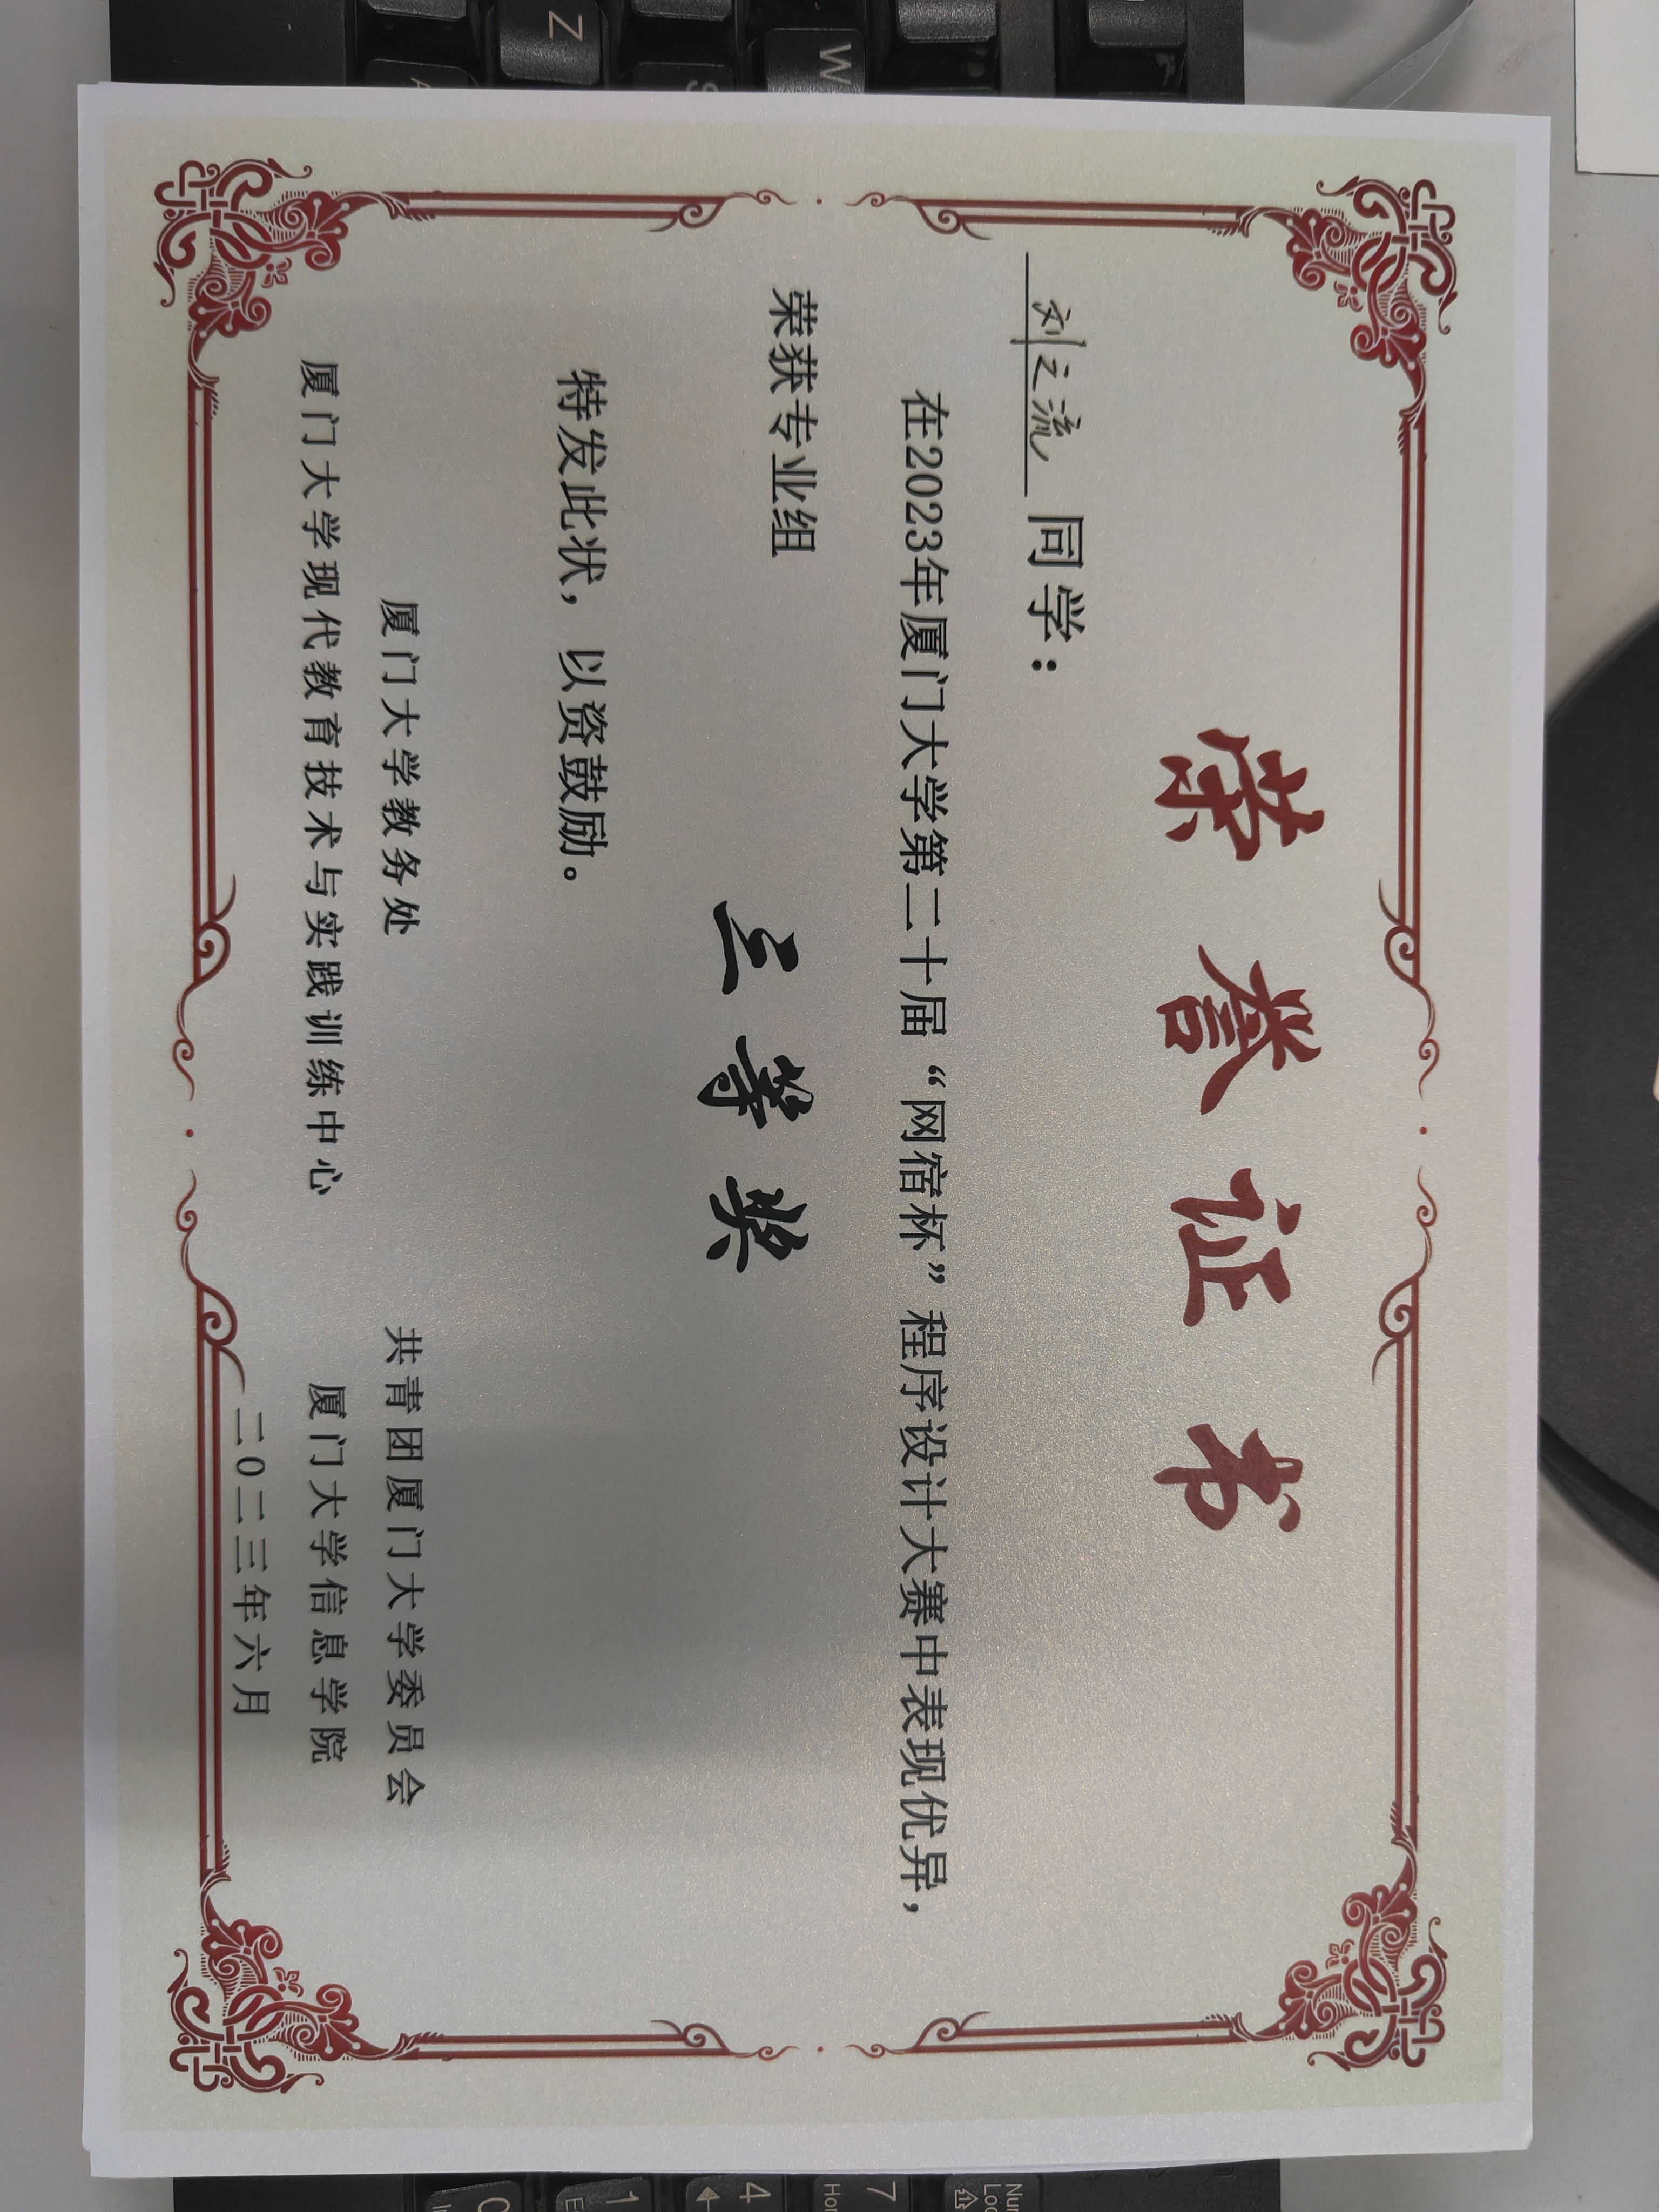 荣誉证书
刘之流 同学：
在2023年厦门大学第二十届“网宿杯”程序设计大赛中表现优异，
荣获专业组
三等奖
特发此状，以资鼓励。
厦门大学教务处
共青团厦门大学委员会
厦门大学现代教育技术与实践训练中心
厦门大学信息学院
二0二三年六月
W
Z
7
4
1